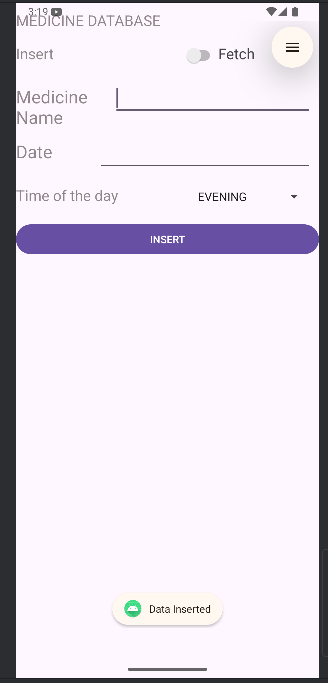 3:19
MEDICINE DATABASE
Insert Fetch
Medicine
Name
Date
Time of the day EVENING
INSERT
Data Inserted